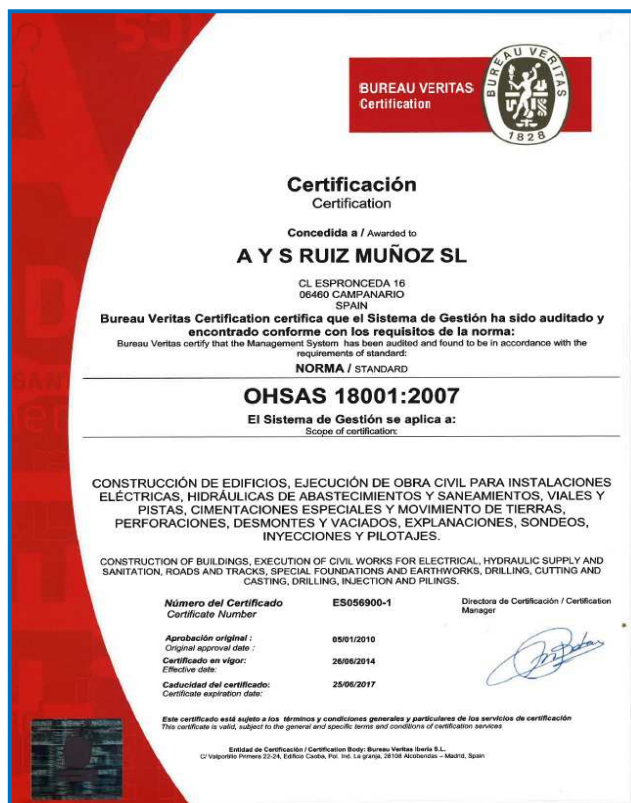 BUREAU VERITAS
Certification
BUREAU VERITAS
1828
Certificación
Certification
Concedida a / Awarded to
A Y S RUIZ MUÑOZ SL
CL ESPRONCEDA 16
06460 CAMPANARIO
SPAIN
Bureau Veritas Certification certifica que el Sistema de Gestión ha sido auditado y
encontrado conforme con los requisitos de la norma:
Bureau Veritas certify that the Management System has been audited and found to be in accordance with the
requirements of standard:
NORMA / STANDARD
OHSAS 18001:2007
El Sistema de Gestión se aplica a:
Scope of certification:
CONSTRUCCIÓN DE EDIFICIOS, EJECUCIÓN DE OBRA CIVIL PARA INSTALACIONES
ELÉCTRICAS, HIDRÁULICAS DE ABASTECIMIENTOS Y SANEAMIENTOS, VIALES Y
PISTAS, CIMENTACIONES ESPECIALES Y MOVIMIENTO DE TIERRAS,
PERFORACIONES, DESMONTES Y VACIADOS, EXPLANACIONES, SONDEOS,
INYECCIONES Y PILOTAJES.
CONSTRUCTION OF BUILDINGS, EXECUTION OF CIVIL WORKS FOR ELECTRICAL, HYDRAULIC SUPPLY AND
SANITATION, ROADS AND TRACKS, SPECIAL FOUNDATIONS AND EARTHWORKS, DRILLING, CUTTING AND
CASTING, DRILLING, INJECTION AND PILINGS.
Número del Certificado ES056900-1 Directora de Certificación / Certification
Certificate Number Manager
Aprobación original : 05/01/2010
Original approval date :
Certificado en vigor: 26/06/2014
Effective date:
Caducidad del certificado: 25/06/2017
Certificate expiration date:
Este certificado está sujeto a los términos y condiciones generales y particulares de los servicios de certificación
This certificate is valid, subject to the general and specific terms and conditions of certification services
Entidad de Certificación / Certification Body: Bureau Veritas Iberia S.L.
C/ Valportillo Primera 22-24, Edificio Caoba, Pol. Ind. La granja, 28108 Alcobendas – Madrid, Spain